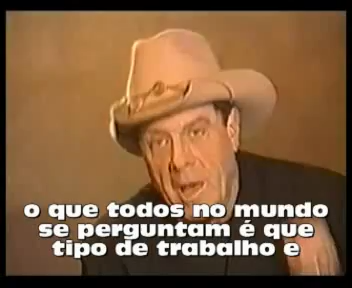 o que todos no mundo
se perguntam é que
tipo de trabalho e